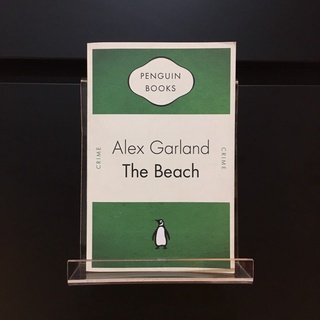 PENGUIN
BOOKS
CRIME
Alex Garland
The Beach
CRIME